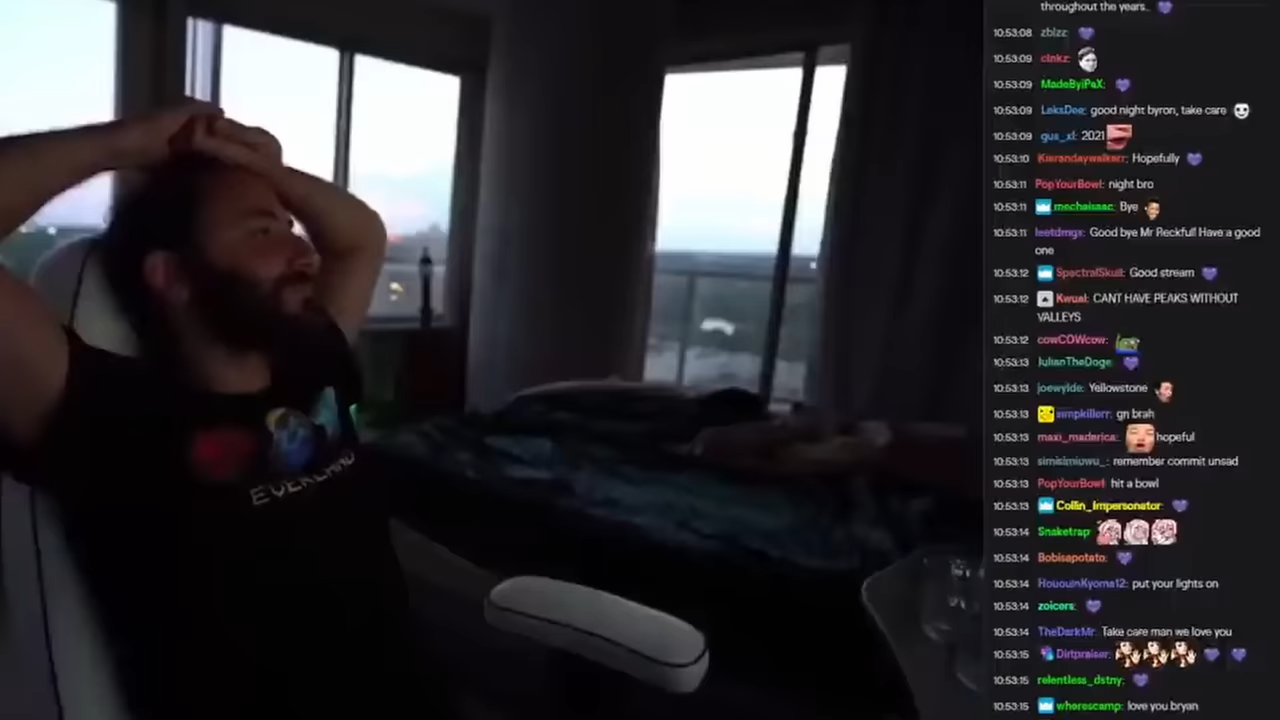 throughout the years..
10:53:08 zblzz:
10:53:09 clnkz:
10:53:09 MadeByiPaX:
10:53:09 LeksDee: good night byron, take care
10:53:09 gus_xl: 2021
10:53:10 Kierandaywalkerr: Hopefully
10:53:11 PopYourBowl: night bro
10:53:11 mechaisaac: Bye
10:53:11 leetdmgx: Good bye Mr Reckful! Have a good
one
10:53:12 SpectralSkull: Good stream
10:53:12 Kwual: CANT HAVE PEAKS WITHOUT
VALLEYS
10:53:12 cowCOWcow:
10:53:13 JulianTheDoge:
10:53:13 joewylde: Yellowstone
10:53:13 simpkillerr: gn brah
10:53:13 maxi_maderica: hopeful
10:53:13 simisimiuwu_: remember commit unsad
10:53:13 PopYourBowl: hit a bowl
10:53:13 Collin_Impersonator:
10:53:14 Snaketrap:
10:53:14 Bobisapotato:
10:53:14 HououinKyoma12: put your lights on
10:53:14 zoicers:
10:53:14 TheDarkMr: Take care man we love you
10:53:15 Dirtpraiser:
10:53:15 relentless_dstny:
10:53:15 wherescamp: love you bryan
EVERLAND